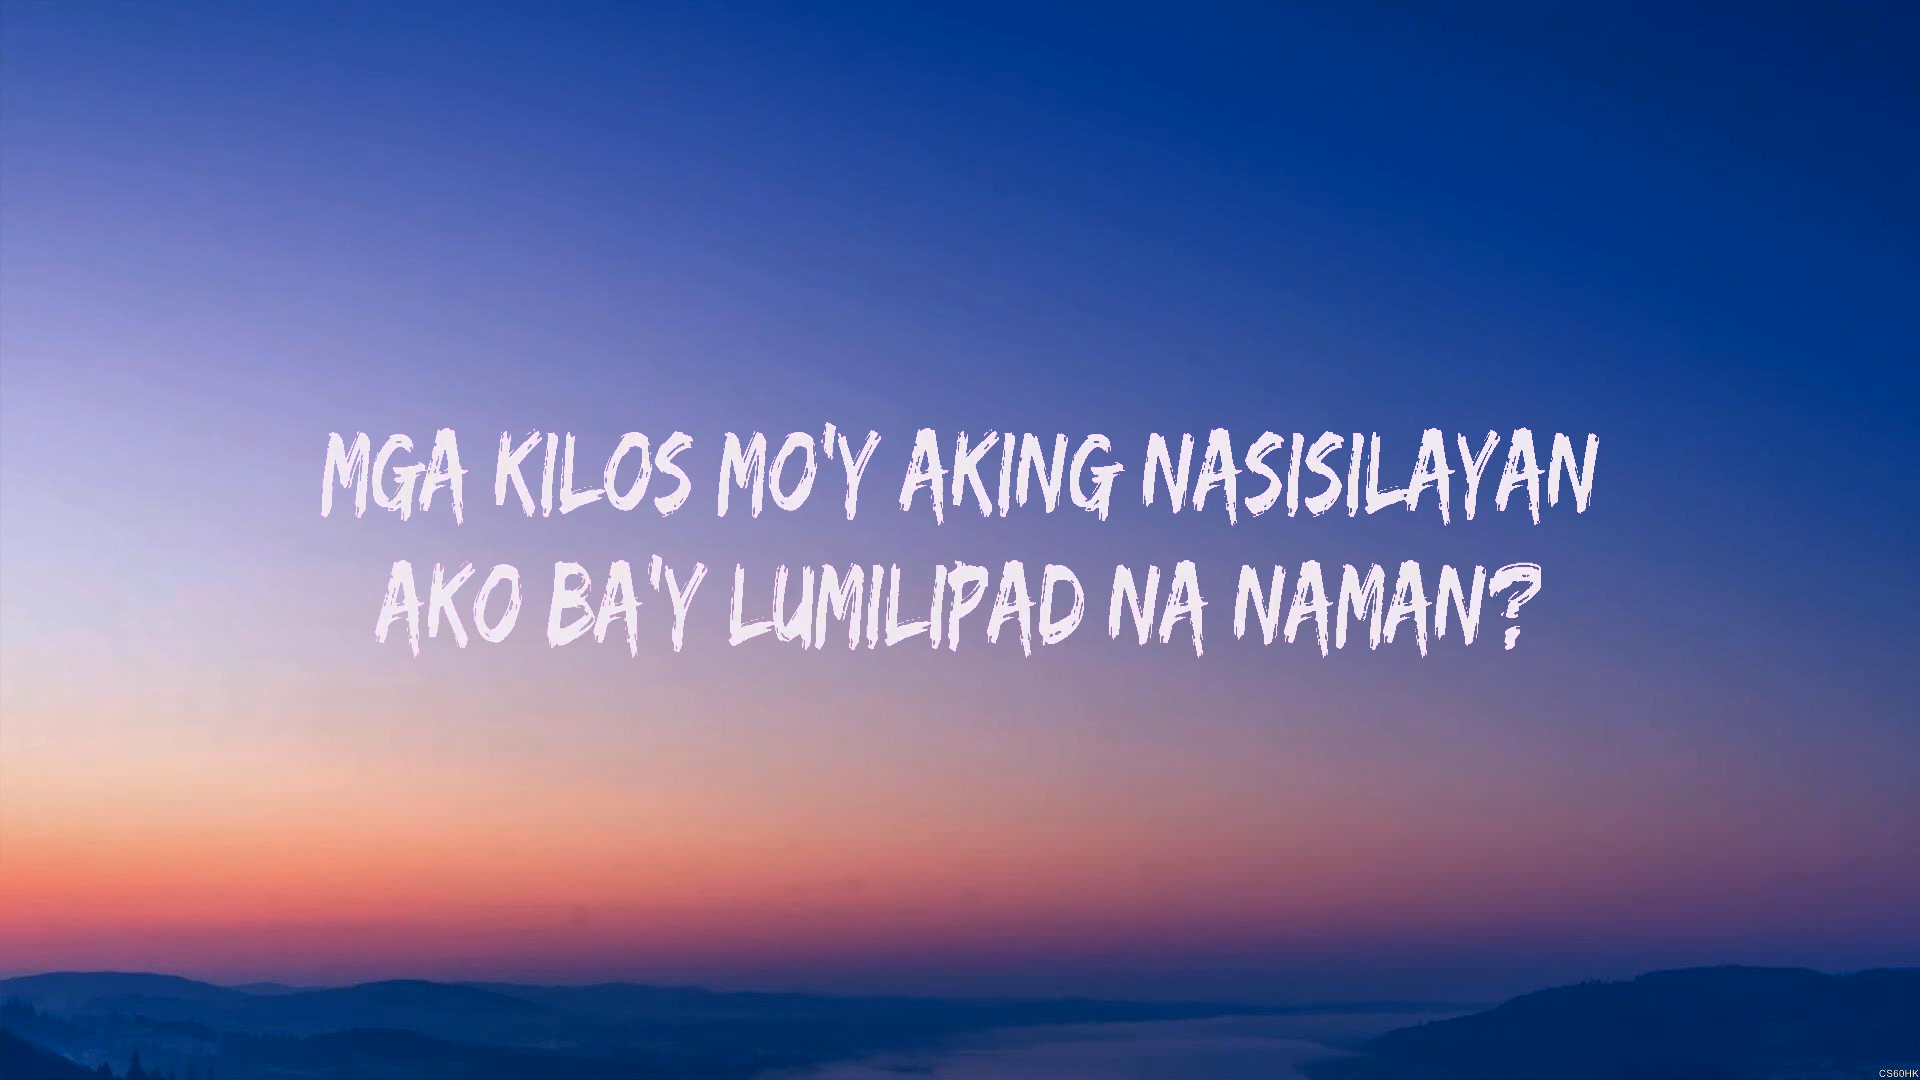 MGA KILOS MO'Y AKING NASISILAYAN
AKO BA'Y LUMILIPAD NA NAMAN?
CS60HK